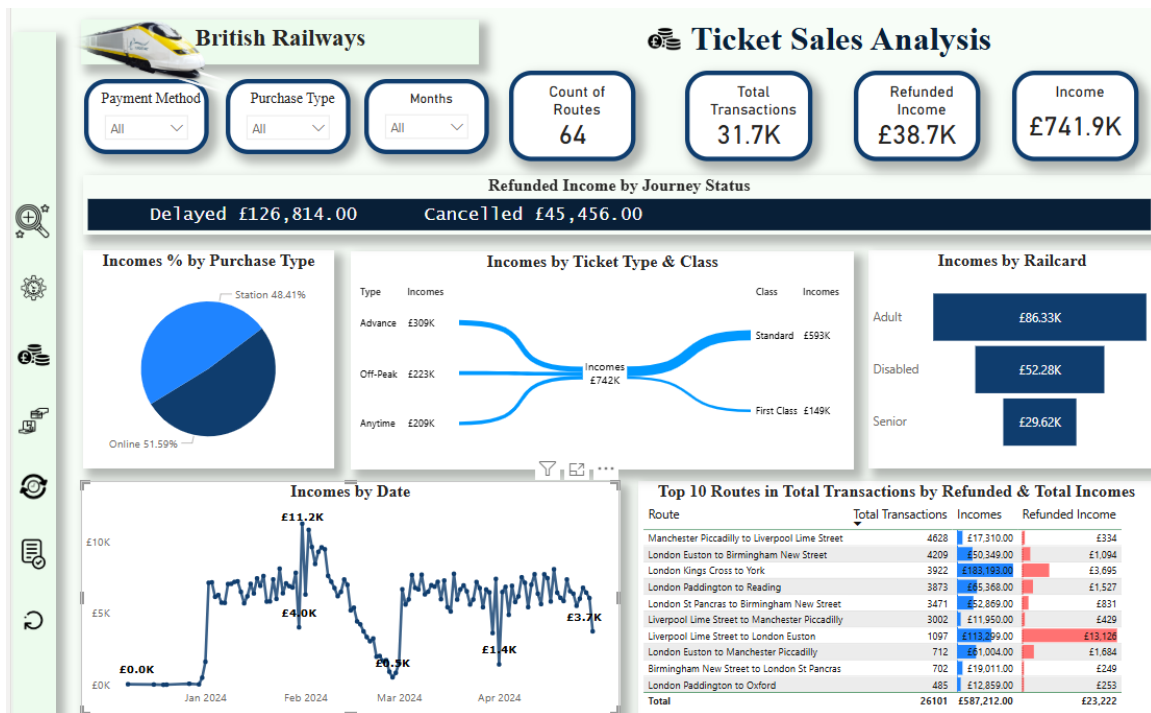 British Railways
Ticket Sales Analysis
Payment Method
All
Purchase Type
All
Months
All
Count of
Routes
64
Total
Transactions
31.7K
Refunded
Income
£38.7K
Income
£741.9K
Refunded Income by Journey Status
Delayed £126,814.00 Cancelled £45,456.00
Incomes % by Purchase Type
Station 48.41%
Online 51.59%
Incomes by Ticket Type & Class
Type Incomes
Advance £309K
Off-Peak £223K
Anytime £209K
Incomes
£742K
Class Incomes
Standard £593K
First Class £149K
Incomes by Railcard
Adult £86.33K
Disabled £52.28K
Senior £29.62K
Incomes by Date
£10K
£5K
£0K
£0.0K
£11.2K
£4.0K
£0.5K
£1.4K
£3.7K
Jan 2024 Feb 2024 Mar 2024 Apr 2024
Top 10 Routes in Total Transactions by Refunded & Total Incomes
Route Total Transactions Incomes Refunded Income
Manchester Piccadilly to Liverpool Lime Street 4628 £17,310.00 £334
London Euston to Birmingham New Street 4209 £50,349.00 £1,094
London Kings Cross to York 3922 £183,193.00 £3,695
London Paddington to Reading 3873 £65,368.00 £1,527
London St Pancras to Birmingham New Street 3471 £52,869.00 £831
Liverpool Lime Street to Manchester Piccadilly 3002 £11,950.00 £429
Liverpool Lime Street to London Euston 1097 £113,299.00 £13,126
London Euston to Manchester Piccadilly 712 £61,004.00 £1,684
Birmingham New Street to London St Pancras 702 £19,011.00 £249
London Paddington to Oxford 485 £12,859.00 £253
Total 26101 £587,212.00 £23,222